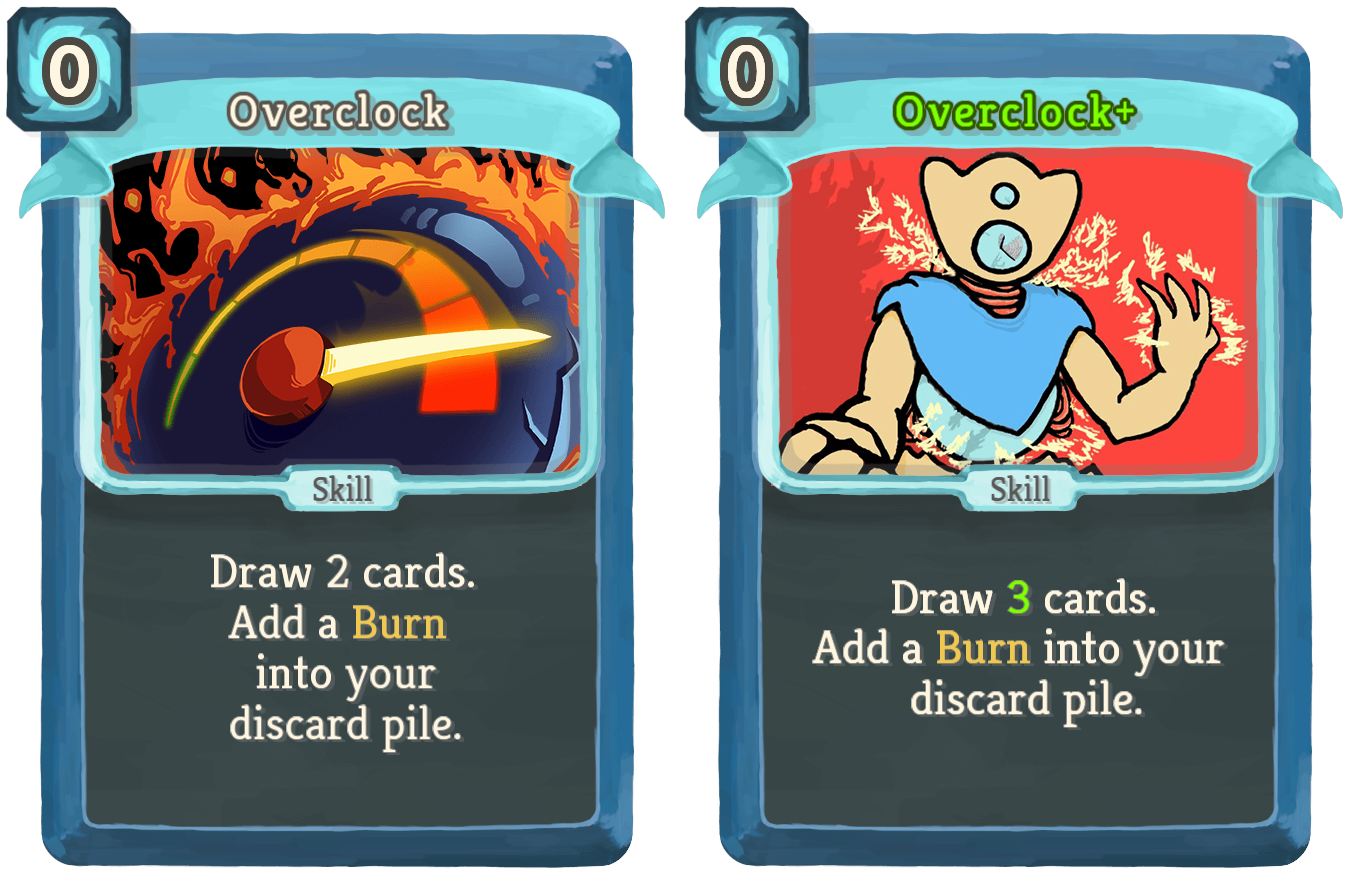 0
Overclock
Skill
Draw 2 cards.
Add a Burn
into your
discard pile.
0
Overclock+
Skill
Draw 3 cards.
Add a Burn into your
discard pile.